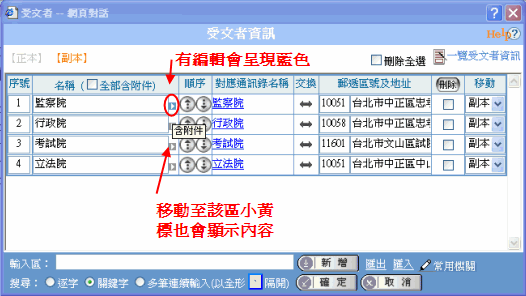 受文者 -- 網頁對話
受文者資訊
Help?
【正本】 【副本】 有編輯會呈現藍色 刪除全選 一覽受文者資訊
序號 名稱（全部含附件） 順序 對應通訊錄名稱 交換 郵遞區號及地址 刪除 移動
1 監察院 監察院 10051 台北市中正區忠孝 副本
2 行政院 行政院 10058 台北市中正區忠孝 副本
含附件
3 考試院 考試院 11601 台北市文山區試院 副本
4 立法院 立法院 10051 台北市中正區中山 副本
移動至該區小黃
標也會顯示內容
輸入區： 新增 匯出 匯入 常用機關
搜尋： 逐字 關鍵字 多筆連續輸入(以全形 隔開) 確定 取消